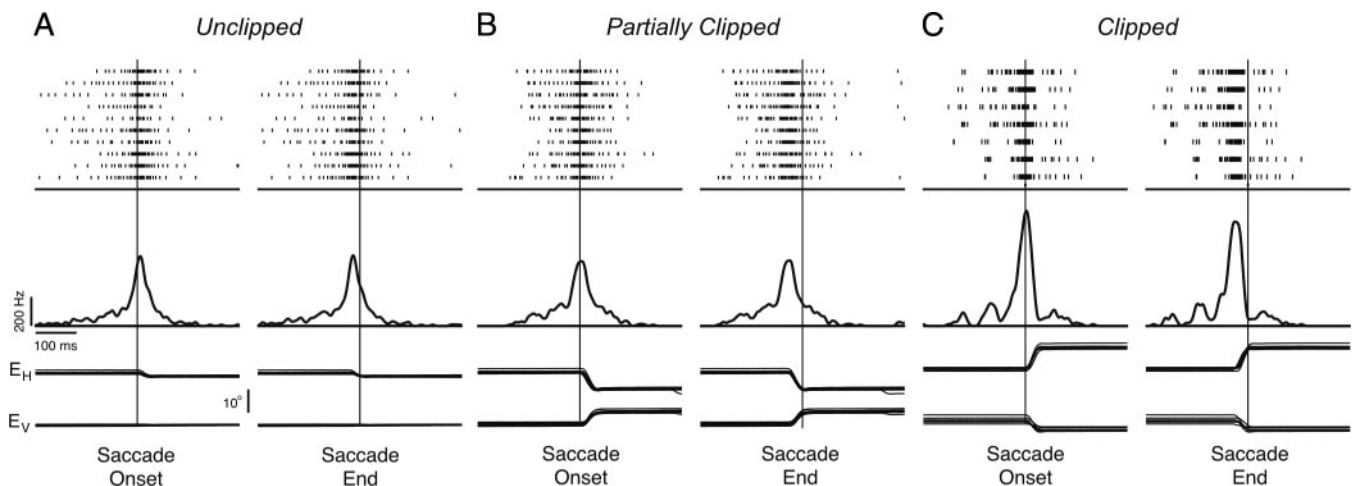 A Unclipped
B Partially Clipped
C Clipped
200 Hz
100 ms
E_H
10°
E_V
Saccade Onset
Saccade End
Saccade Onset
Saccade End
Saccade Onset
Saccade End